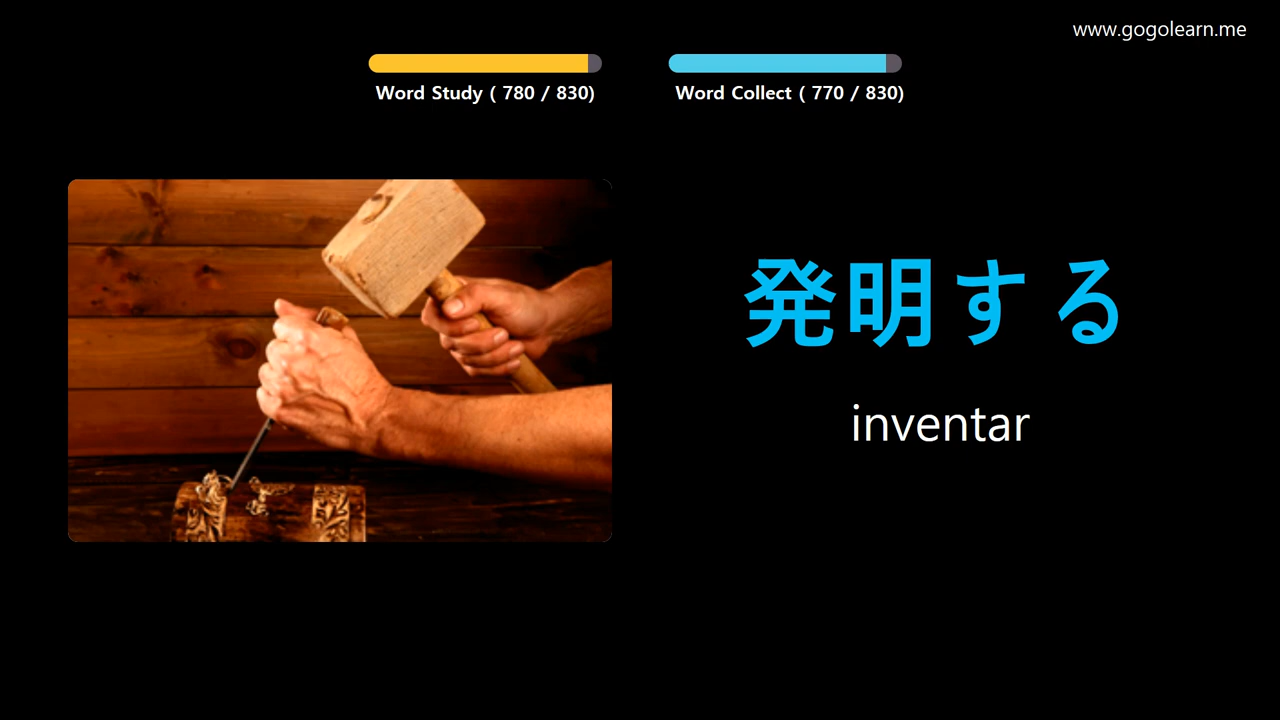 www.gogolearn.me
Word Study ( 780 / 830)
Word Collect ( 770 / 830)
発明する
inventar